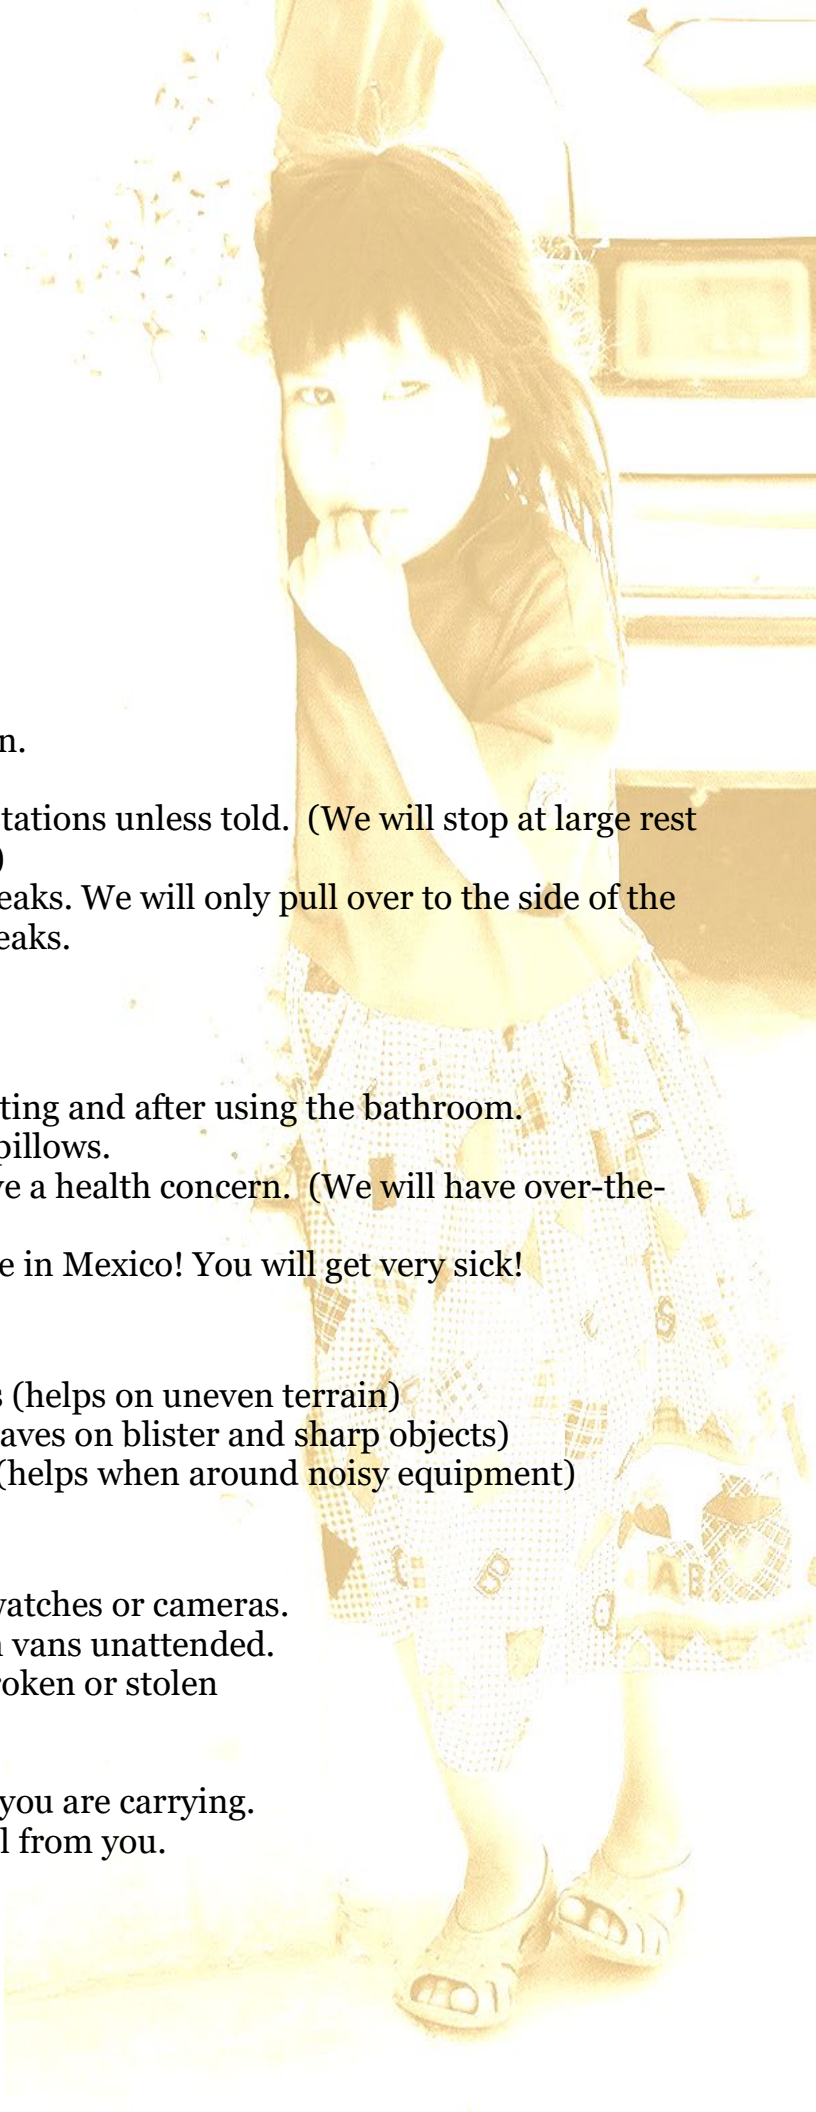 n.
tations unless told.  (We will stop at large rest
)
eaks. We will only pull over to the side of the
eaks.
ting and after using the bathroom.
pillows.
ve a health concern.  (We will have over-the-
e in Mexico! You will get very sick!
s (helps on uneven terrain)
aves on blister and sharp objects)
(helps when around noisy equipment)
watches or cameras.
n vans unattended.
roken or stolen
you are carrying.
l from you.
C
S
B
AB